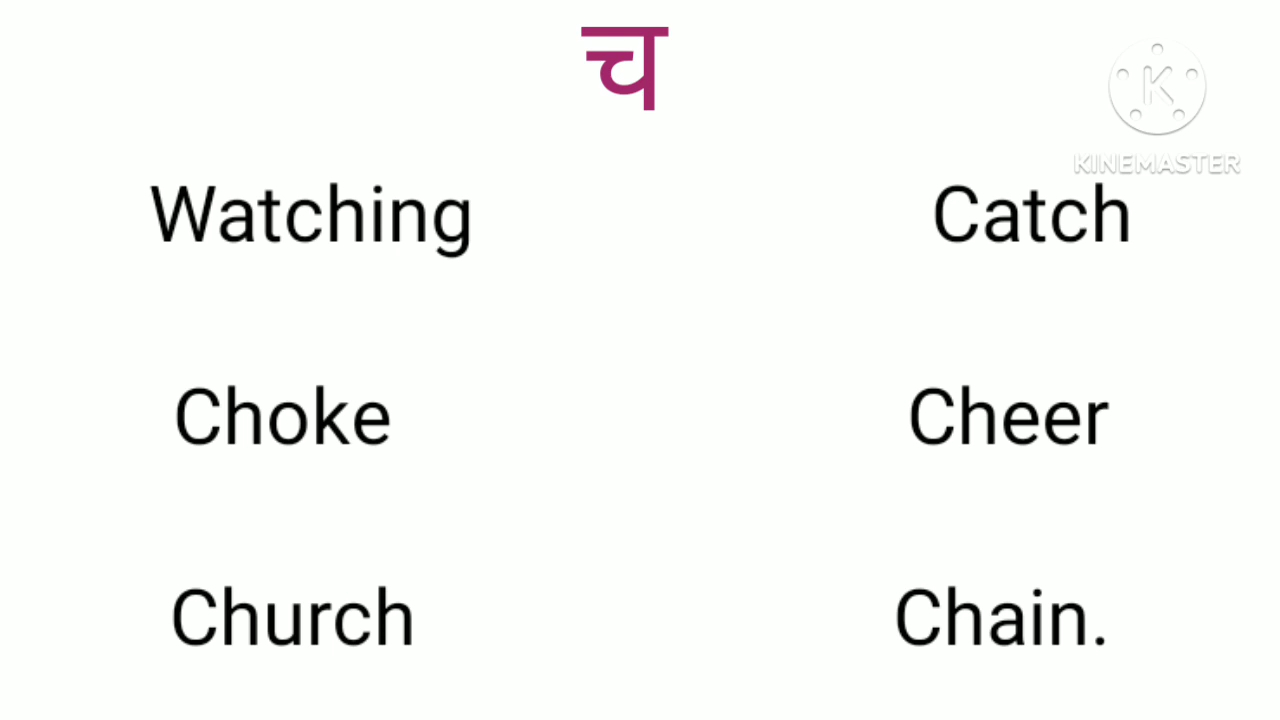 च
K
KINEMASTER
Watching Catch
Choke Cheer
Church Chain.